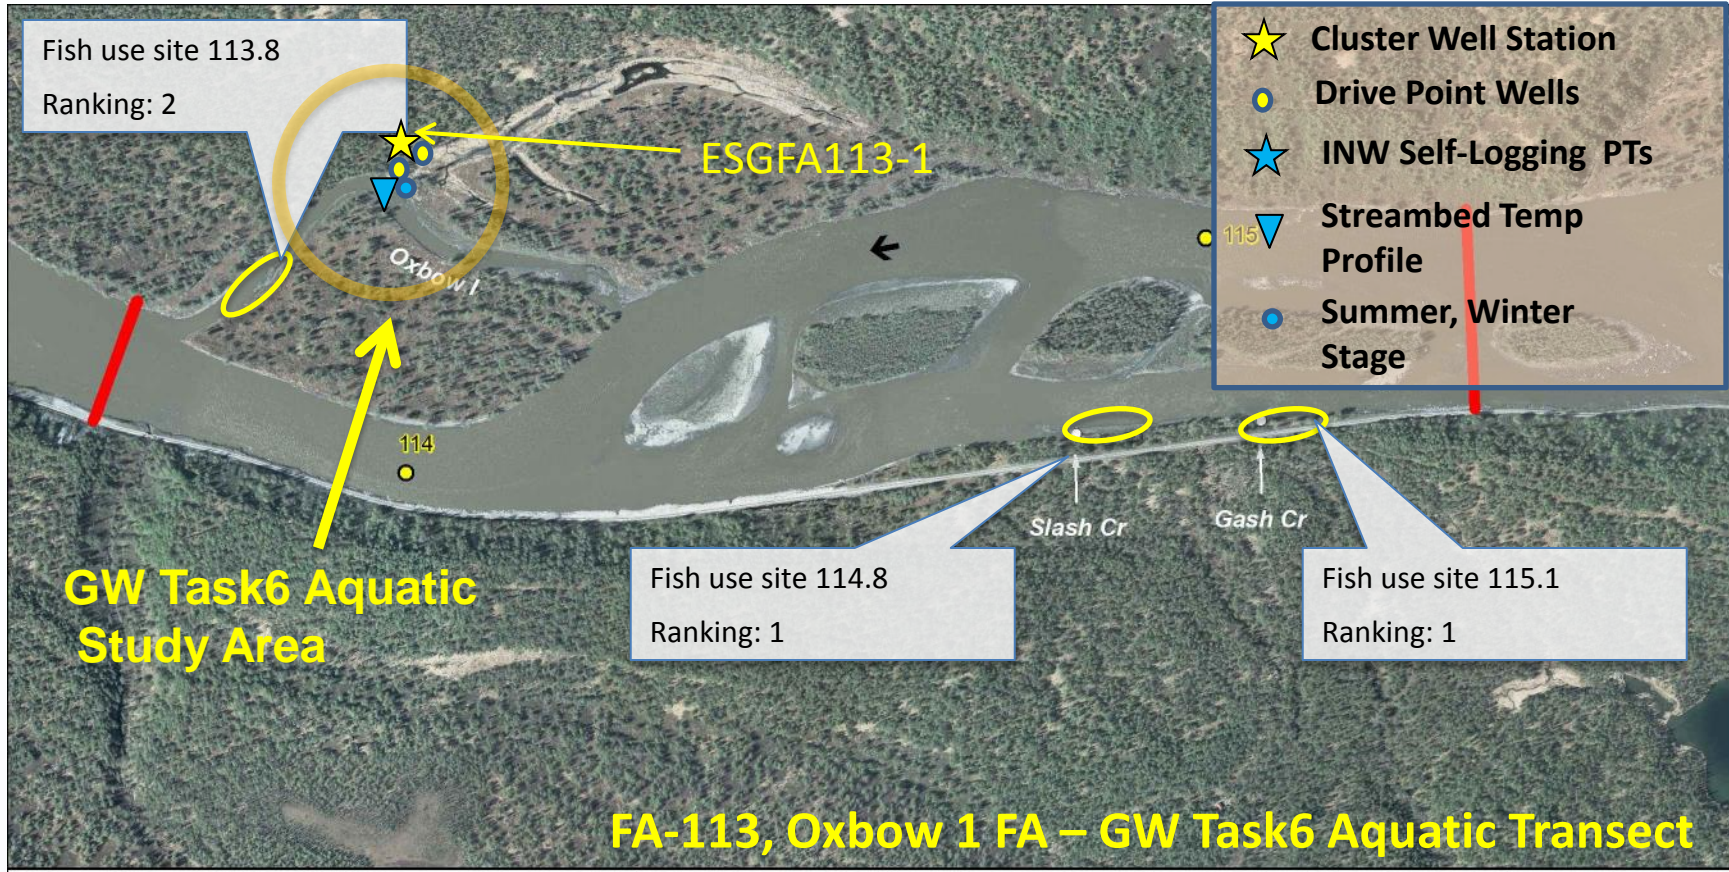 Fish use site 113.8
Ranking: 2
Cluster Well Station
Drive Point Wells
INW Self-Logging PTs
Streambed Temp
Profile
Summer, Winter
Stage
ESGFA113-1
115
Oxbow I
114
Slash Cr
Gash Cr
GW Task6 Aquatic
Study Area
Fish use site 114.8
Ranking: 1
Fish use site 115.1
Ranking: 1
FA-113, Oxbow 1 FA – GW Task6 Aquatic Transect